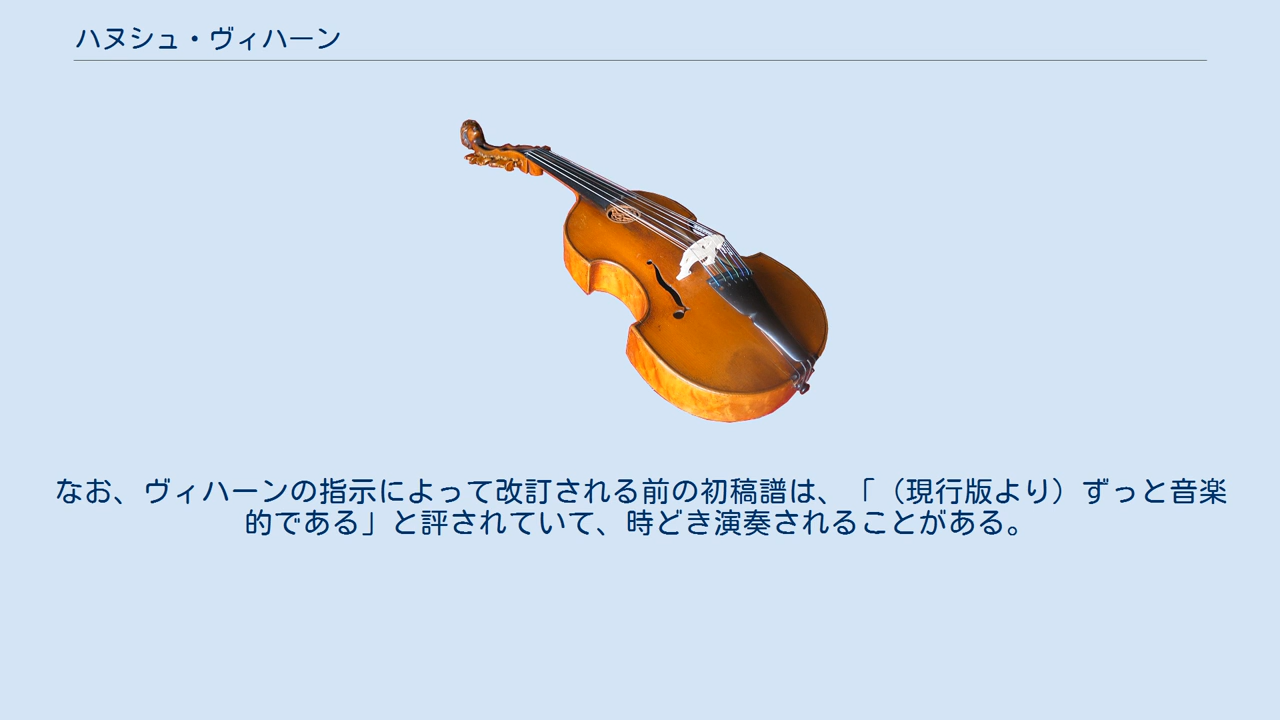 ハヌシュ・ヴィハーン
なお、ヴィハーンの指示によって改訂される前の初稿譜は、「（現行版より）ずっと音楽
的である」と評されていて、時どき演奏されることがある。